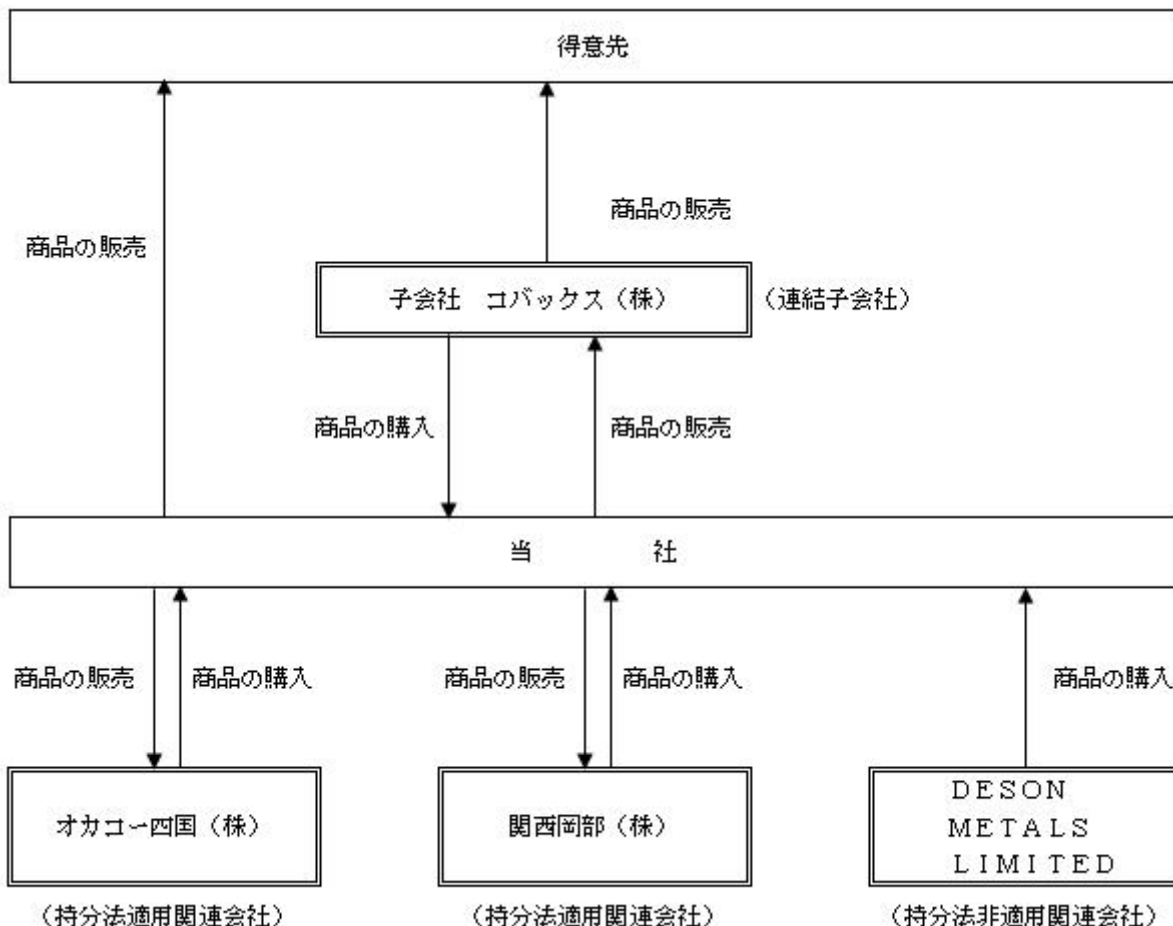 得意先
商品の販売
商品の販売
子会社　コバックス（株）
（連結子会社）
商品の購入
商品の販売
当　　　社
商品の販売
商品の購入
商品の販売
商品の購入
商品の購入
オカコー四国（株）
関西岡部（株）
ＤＥＳＯＮ
ＭＥＴＡＬＳ
ＬＩＭＩＴＥＤ
（持分法適用関連会社）
（持分法適用関連会社）
（持分法非適用関連会社）